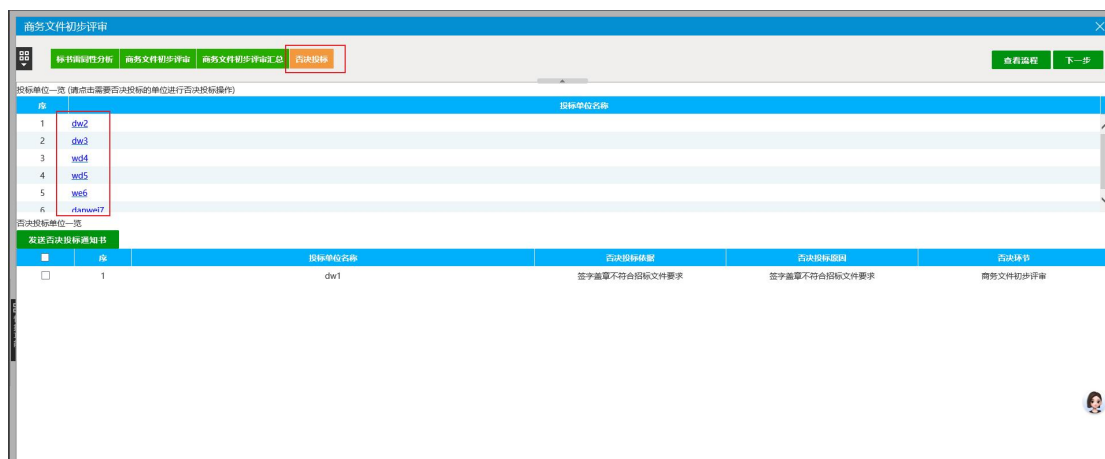 商务文件初步评审
标书雷同性分析 商务文件初步评审 商务文件初步评审汇总 否决投标 查看流程 下一步
投标单位一览 (请点击需要否决投标的单位进行否决投标操作)
序 投标单位名称
1 dw2
2 dw3
3 wd4
4 wd5
5 we6
6 danwei7
否决投标单位一览
发送否决投标通知书
序 投标单位名称 否决投标依据 否决投标原因 否决环节
1 dw1 签字盖章不符合招标文件要求 签字盖章不符合招标文件要求 商务文件初步评审